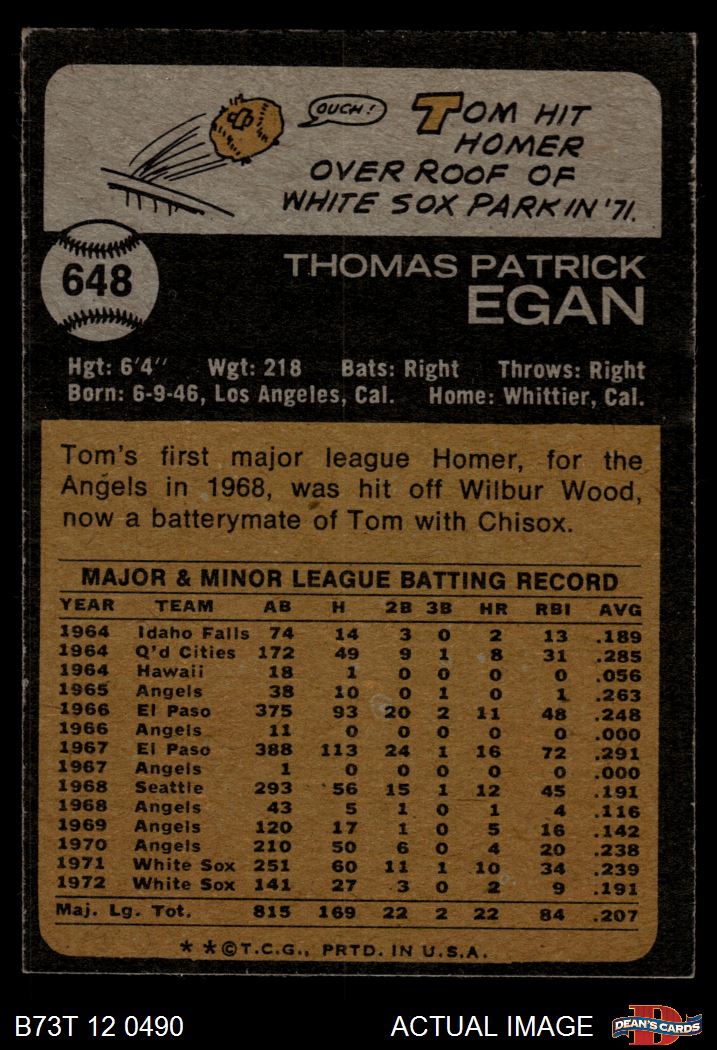 OUCH!
TOM HIT
HOMER
OVER ROOF OF
WHITE SOX PARK IN '71.
648
THOMAS PATRICK
EGAN
Hgt: 6'4" Wgt: 218 Bats: Right Throws: Right
Born: 6-9-46, Los Angeles, Cal. Home: Whittier, Cal.
Tom's first major league Homer, for the
Angels in 1968, was hit off Wilbur Wood,
now a batterymate of Tom with Chisox.
MAJOR & MINOR LEAGUE BATTING RECORD
YEAR TEAM AB H 2B 3B HR RBI AVG
1964 Idaho Falls 74 14 3 0 2 13 .189
1964 Q'd Cities 172 49 9 1 8 31 .285
1964 Hawaii 18 1 0 0 0 0 .056
1965 Angels 38 10 0 1 0 1 .263
1966 El Paso 375 93 20 2 11 48 .248
1966 Angels 11 0 0 0 0 0 .000
1967 El Paso 388 113 24 1 16 72 .291
1967 Angels 1 0 0 0 0 0 .000
1968 Seattle 293 56 15 1 12 45 .191
1968 Angels 43 5 1 0 1 4 .116
1969 Angels 120 17 1 0 5 16 .142
1970 Angels 210 50 6 0 4 20 .238
1971 White Sox 251 60 11 1 10 34 .239
1972 White Sox 141 27 3 0 2 9 .191
Maj. Lg. Tot. 815 169 22 2 22 84 .207
* *©T.C.G., PRTD. IN U.S.A.
B73T 12 0490 ACTUAL IMAGE D DEAN'S CARDS